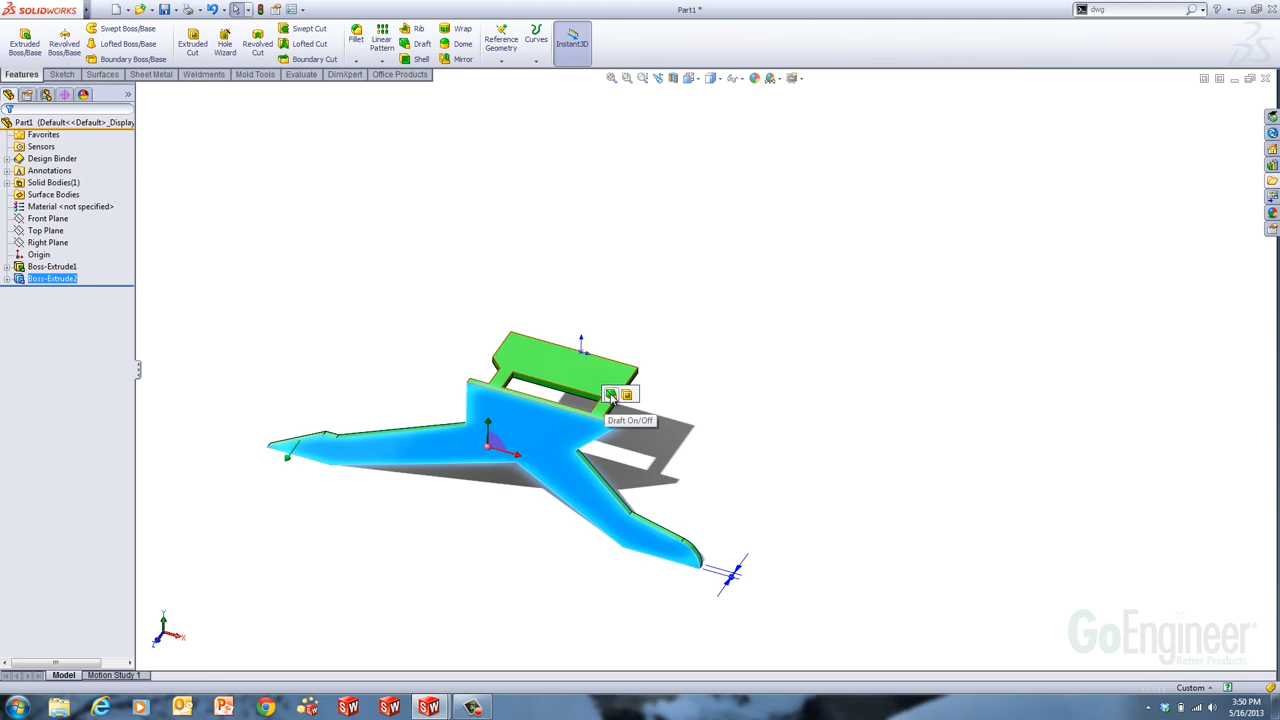 SOLIDWORKS
Part1 *
dwg
Extruded Boss/Base
Revolved Boss/Base
Swept Boss/Base
Lofted Boss/Base
Boundary Boss/Base
Extruded Cut
Hole Wizard
Revolved Cut
Swept Cut
Lofted Cut
Boundary Cut
Fillet
Linear Pattern
Rib
Draft
Shell
Wrap
Dome
Mirror
Reference Geometry
Curves
Instant3D
Features
Sketch
Surfaces
Sheet Metal
Weldments
Mold Tools
Evaluate
DimXpert
Office Products
Part1 (Default<<Default>_Display
Favorites
Sensors
Design Binder
Annotations
Solid Bodies(1)
Surface Bodies
Material <not specified>
Front Plane
Top Plane
Right Plane
Origin
Boss-Extrude1
Boss-Extrude2
Draft On/Off
Y
X
Z
GoEngineer
Better Products.
Model
Motion Study 1
Custom
3:50 PM
5/16/2013